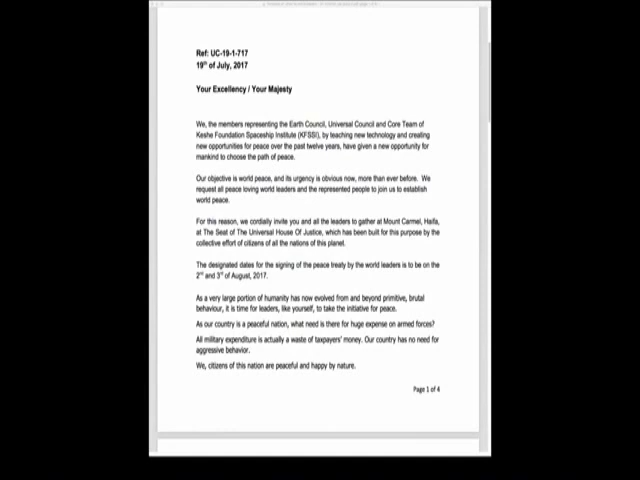 Ref: UC-19-1-717
19th of July, 2017
Your Excellency / Your Majesty
We, the members representing the Earth Council, Universal Council and Core Team of
Keshe Foundation Spaceship Institute (KFSSI), by teaching new technology and creating
new opportunities for peace over the past twelve years, have given a new opportunity for
mankind to choose the path of peace.
Our objective is world peace, and its urgency is obvious now, more than ever before. We
request all peace loving world leaders and the represented people to join us to establish
world peace.
For this reason, we cordially invite you and all the leaders to gather at Mount Carmel, Haifa,
at The Seat of The Universal House Of Justice, which has been built for this purpose by the
collective effort of citizens of all the nations of this planet.
The designated dates for the signing of the peace treaty by the world leaders is to be on the
2nd and 3rd of August, 2017.
As a very large portion of humanity has now evolved from and beyond primitive, brutal
behaviour, it is time for leaders, like yourself, to take the initiative for peace.
As our country is a peaceful nation, what need is there for huge expense on armed forces?
All military expenditure is actually a waste of taxpayers' money. Our country has no need for
aggressive behavior.
We, citizens of this nation are peaceful and happy by nature.
Page 1 of 4